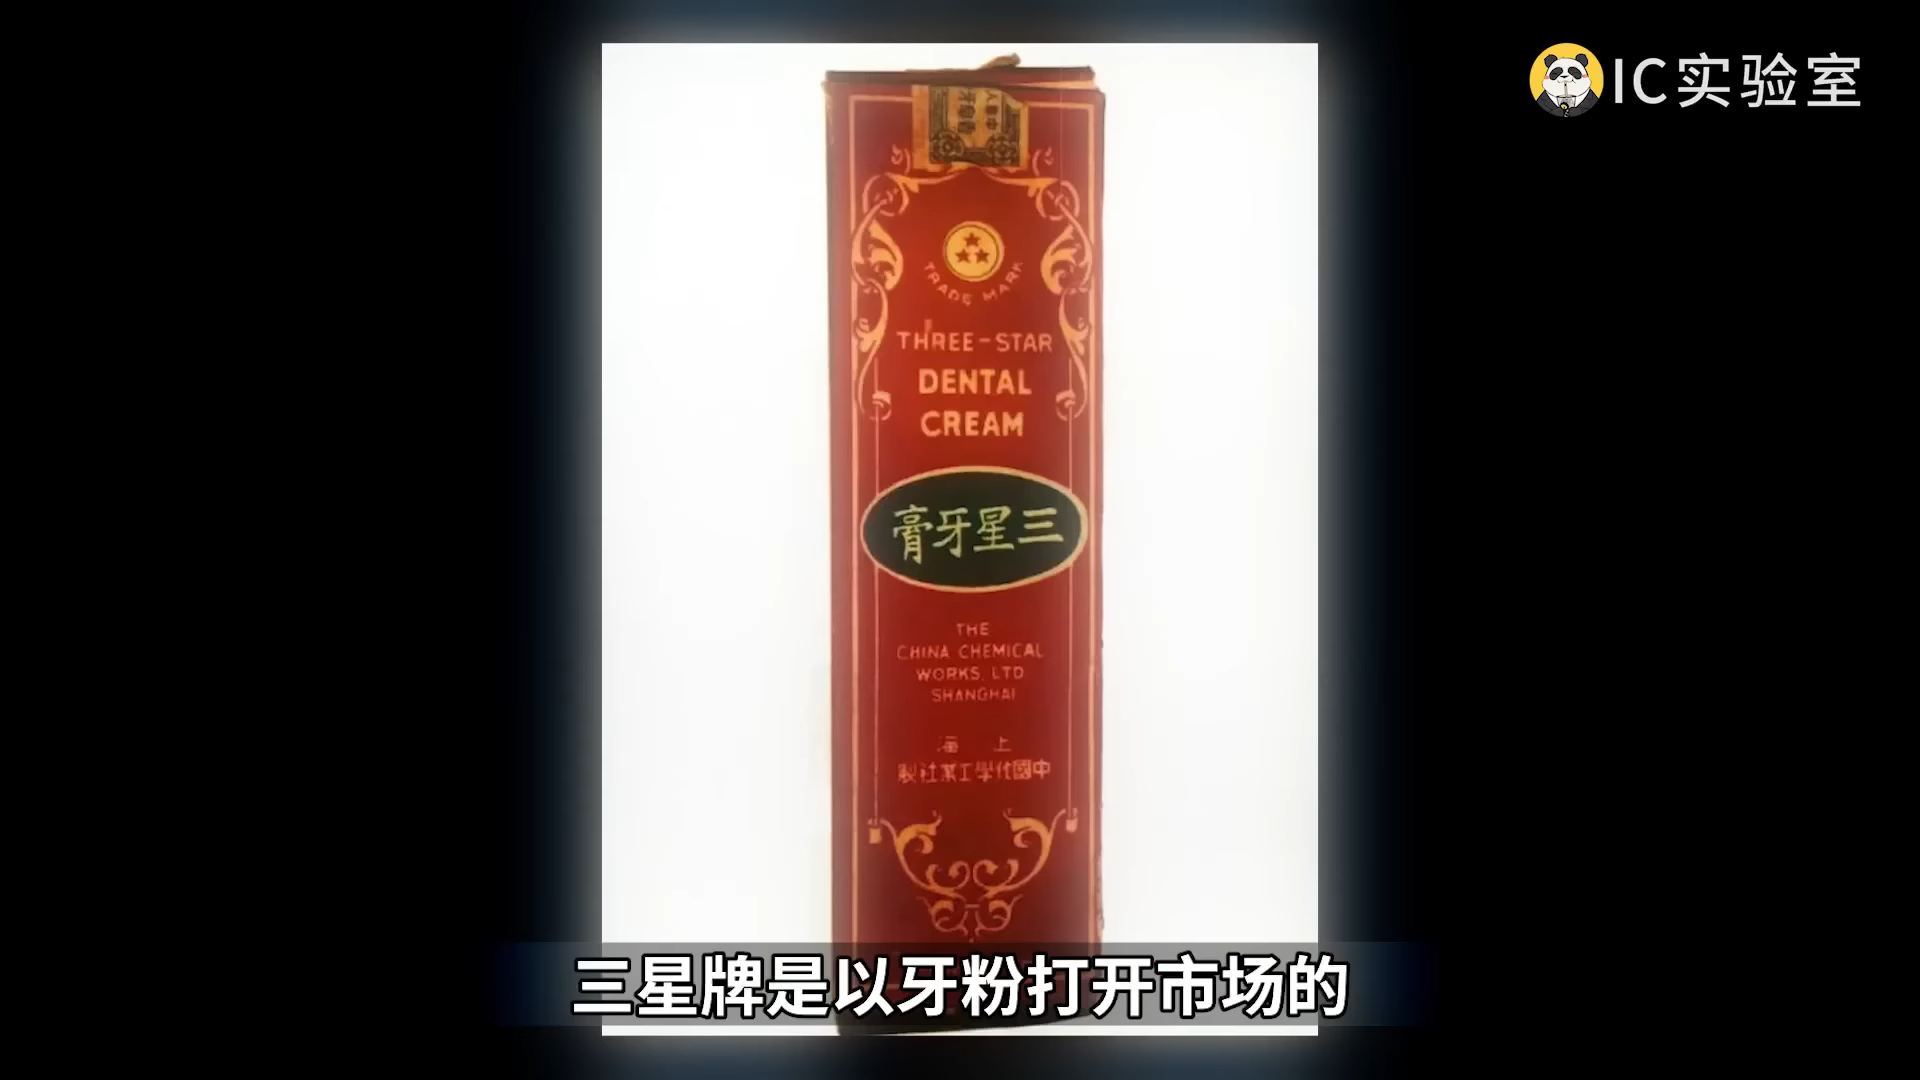 IC实验室
TRADE MARK
THREE-STAR
DENTAL
CREAM
膏牙星三
THE
CHINA CHEMICAL
WORKS, LTD
SHANGHAI
海 上
製社業工學化國中
三星牌是以牙粉打开市场的